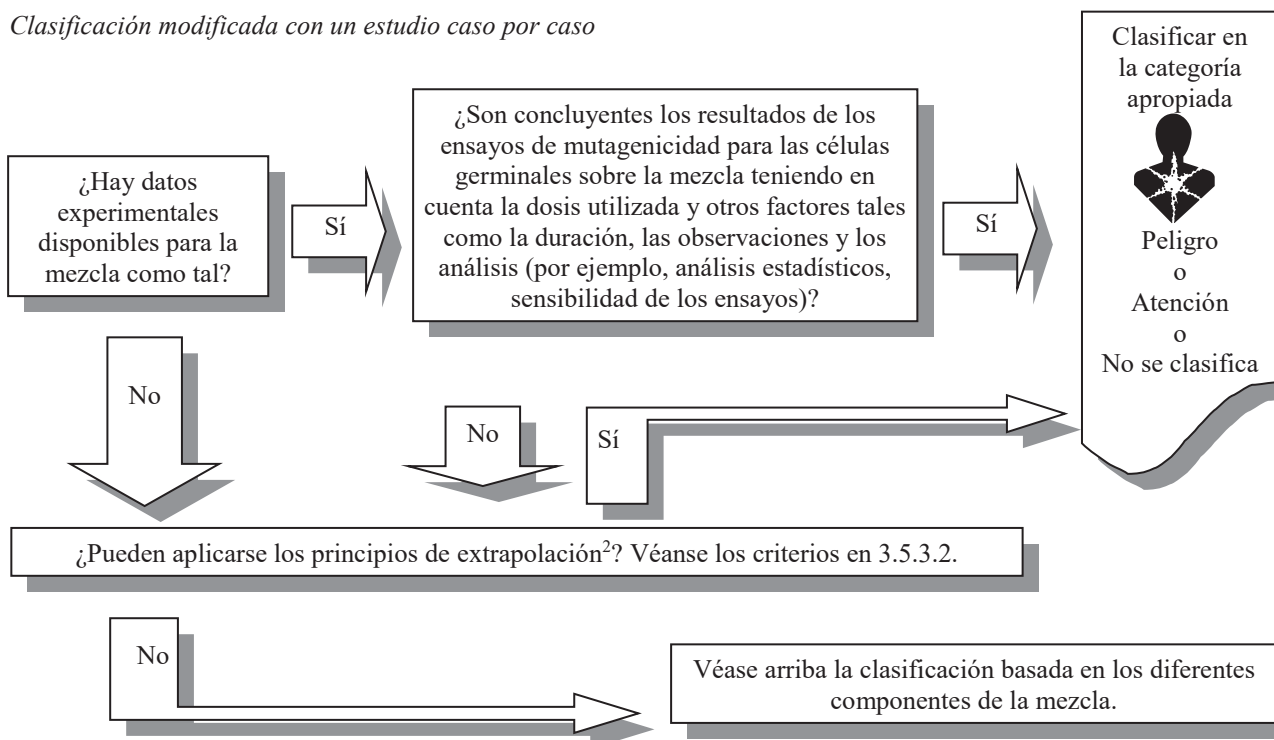 Clasificación modificada con un estudio caso por caso
¿Hay datos
experimentales
disponibles para la
mezcla como tal?
Sí
¿Son concluyentes los resultados de los
ensayos de mutagenicidad para las células
germinales sobre la mezcla teniendo en
cuenta la dosis utilizada y otros factores tales
como la duración, las observaciones y los
análisis (por ejemplo, análisis estadísticos,
sensibilidad de los ensayos)?
Sí
Clasificar en
la categoría
apropiada
Peligro
o
Atención
o
No se clasifica
No
No
Sí
¿Pueden aplicarse los principios de extrapolación²? Véanse los criterios en 3.5.3.2.
No
Véase arriba la clasificación basada en los diferentes
componentes de la mezcla.